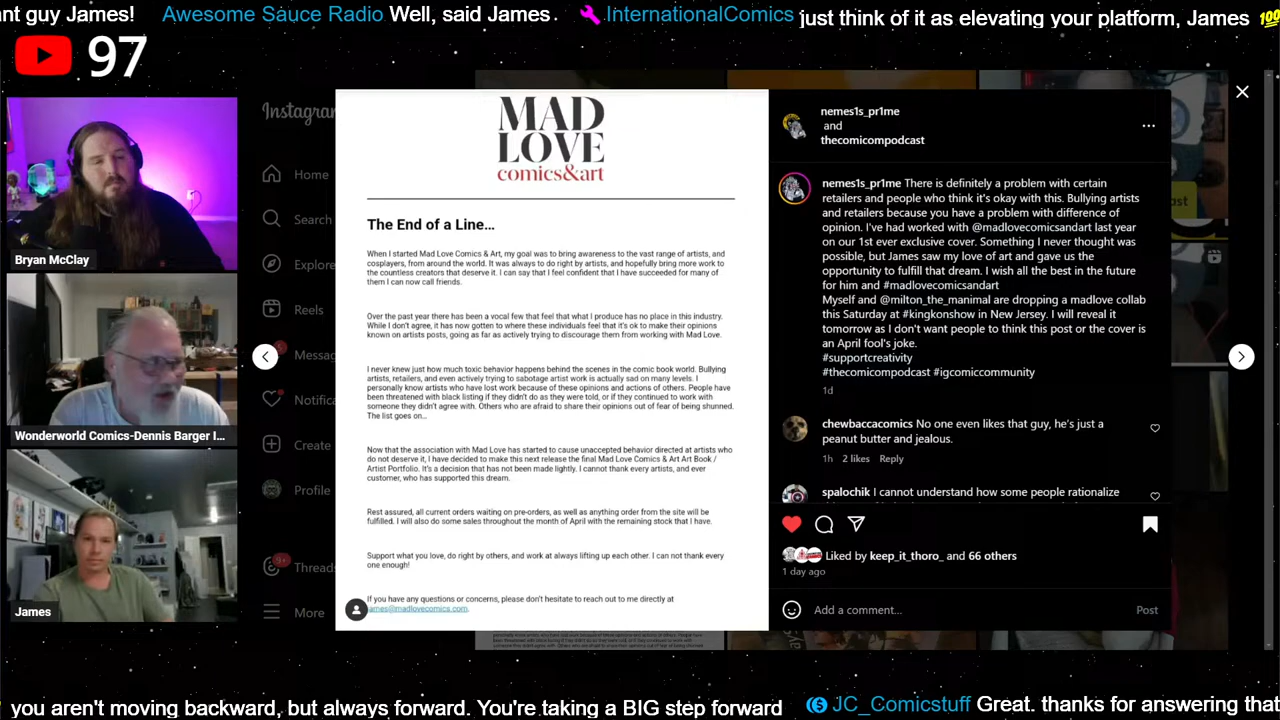 nt guy James!
Awesome Sauce Radio Well, said James
InternationalComics just think of it as elevating your platform, James 💯
97
Bryan McClay
Wonderworld Comics-Dennis Barger I...
James
Instagram
Home
Search
Explore
Reels
Messa
Notifica
Create
Profile
9+
Threads
More
MAD
LOVE
comics&art
The End of a Line...
When I started Mad Love Comics & Art, my goal was to bring awareness to the vast range of artists, and
cosplayers, from around the world. It was always to do right by artists, and hopefully bring more work to
the countless creators that deserve it. I can say that I feel confident that I have succeeded for many of
them I can now call friends.
Over the past year there has been a vocal few that feel that what I produce has no place in this industry.
While I don't agree, it has now gotten to where these individuals feel that it's ok to make their opinions
known on artists posts, going as far as actively trying to discourage them from working with Mad Love.
I never knew just how much toxic behavior happens behind the scenes in the comic book world. Bullying
artists, retailers, and even actively trying to sabotage artist work is actually sad on many levels. I
personally know artists who have lost work because of these opinions and actions of others. People have
been threatened with black listing if they didn't do as they were told, or if they continued to work with
someone they didn't agree with. Others who are afraid to share their opinions out of fear of being shunned.
The list goes on...
Now that the association with Mad Love has started to cause unaccepted behavior directed at artists who
do not deserve it, I have decided to make this next release the final Mad Love Comics & Art Art Book /
Artist Portfolio. It's a decision that has not been made lightly. I cannot thank every artists, and ever
customer, who has supported this dream.
Rest assured, all current orders waiting on pre-orders, as well as anything order from the site will be
fulfilled. I will also do some sales throughout the month of April with the remaining stock that I have.
Support what you love, do right by others, and work at always lifting up each other. I can not thank every
one enough!
If you have any questions or concerns, please don't hesitate to reach out to me directly at
james@madlovecomics.com.
nemes1s_pr1me
and
thecomicompodcast
nemes1s_pr1me There is definitely a problem with certain
retailers and people who think it's okay with this. Bullying artists
and retailers because you have a problem with difference of
opinion. I've had worked with @madlovecomicsandart last year
on our 1st ever exclusive cover. Something I never thought was
possible, but James saw my love of art and gave us the
opportunity to fulfill that dream. I wish all the best in the future
for him and #madlovecomicsandart
Myself and @milton_the_manimal are dropping a madlove collab
this Saturday at #kingkonshow in New Jersey. I will reveal it
tomorrow as I don't want people to think this post or the cover is
an April fool's joke.
#supportcreativity
#thecomicompodcast #igcomiccommunity
1d
chewbaccacomics No one even likes that guy, he's just a
peanut butter and jealous.
1h 2 likes Reply
spalochik I cannot understand how some people rationalize
Liked by keep_it_thoro_ and 66 others
1 day ago
Add a comment...
Post
you aren't moving backward, but always forward. You're taking a BIG step forward
JC_Comicstuff Great. thanks for answering that